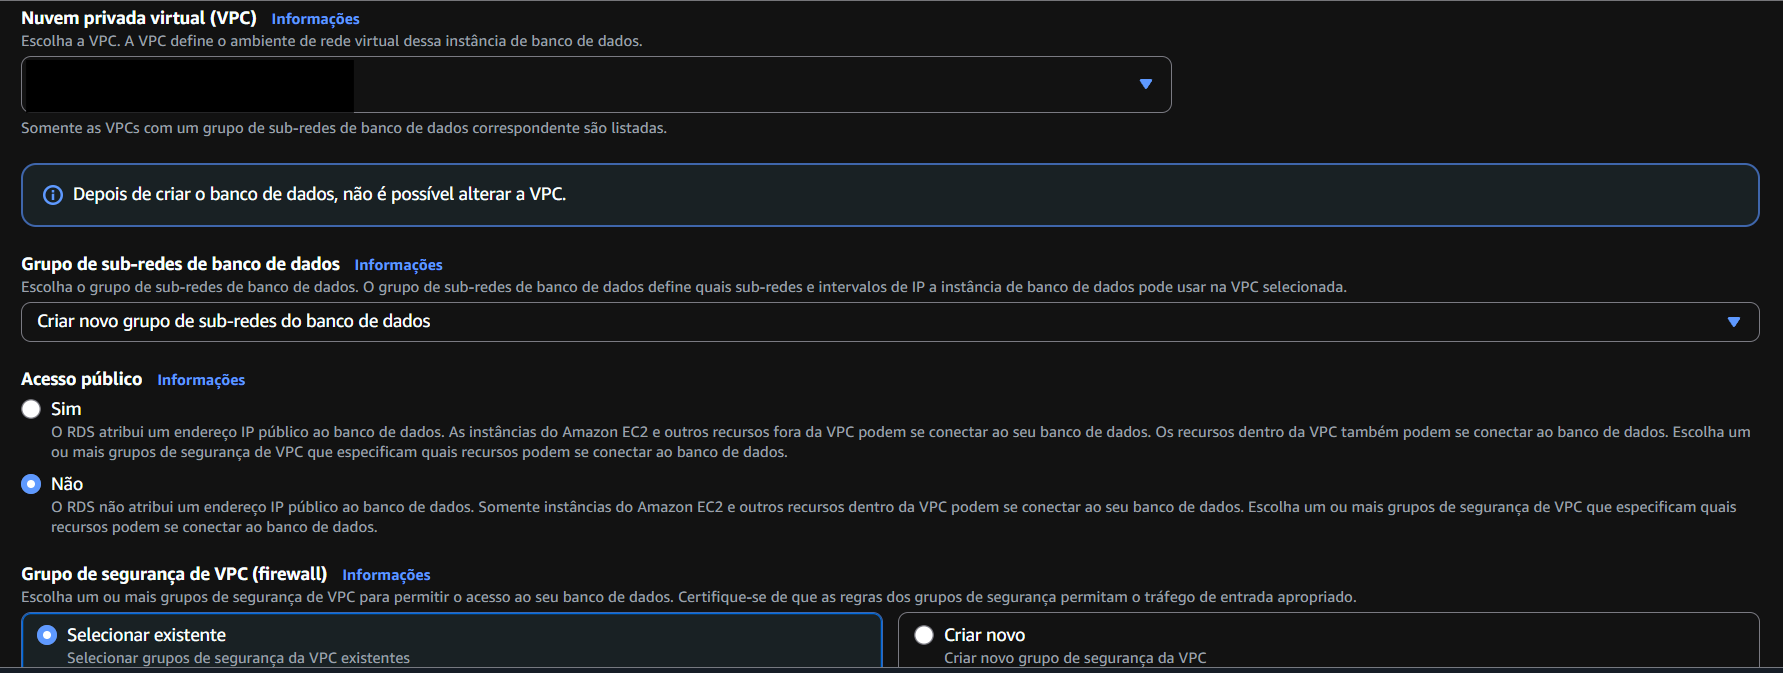 Nuvem privada virtual (VPC) Informações
Escolha a VPC. A VPC define o ambiente de rede virtual dessa instância de banco de dados.
Somente as VPCs com um grupo de sub-redes de banco de dados correspondente são listadas.
Depois de criar o banco de dados, não é possível alterar a VPC.
Grupo de sub-redes de banco de dados Informações
Escolha o grupo de sub-redes de banco de dados. O grupo de sub-redes de banco de dados define quais sub-redes e intervalos de IP a instância de banco de dados pode usar na VPC selecionada.
Criar novo grupo de sub-redes do banco de dados
Acesso público Informações
Sim
O RDS atribui um endereço IP público ao banco de dados. As instâncias do Amazon EC2 e outros recursos fora da VPC podem se conectar ao seu banco de dados. Os recursos dentro da VPC também podem se conectar ao banco de dados. Escolha um
ou mais grupos de segurança de VPC que especificam quais recursos podem se conectar ao banco de dados.
Não
O RDS não atribui um endereço IP público ao banco de dados. Somente instâncias do Amazon EC2 e outros recursos dentro da VPC podem se conectar ao seu banco de dados. Escolha um ou mais grupos de segurança de VPC que especificam quais
recursos podem se conectar ao banco de dados.
Grupo de segurança de VPC (firewall) Informações
Escolha um ou mais grupos de segurança de VPC para permitir o acesso ao seu banco de dados. Certifique-se de que as regras dos grupos de segurança permitam o tráfego de entrada apropriado.
Selecionar existente
Selecionar grupos de segurança da VPC existentes
Criar novo
Criar novo grupo de segurança da VPC